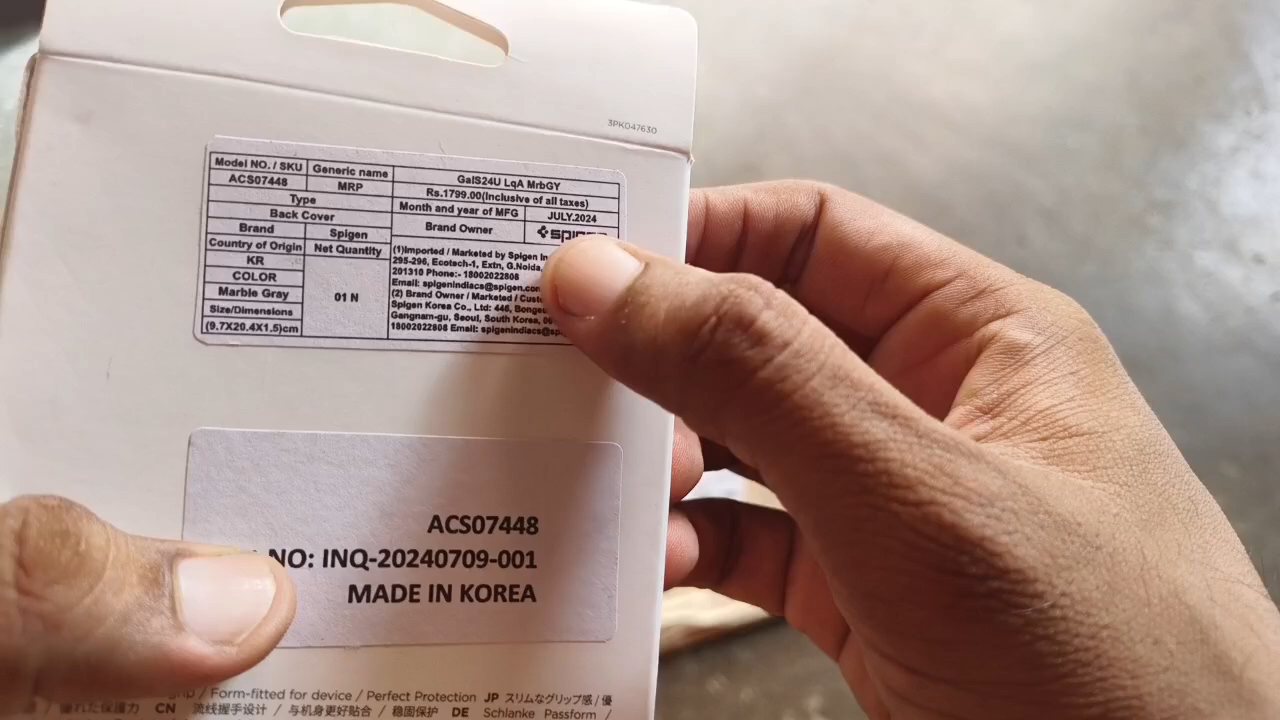 3PK047630
Model NO. / SKU
Generic name
GalS24U LqA MrbGY
ACS07448
MRP
Rs.1799.00(Inclusive of all taxes)
Type
Month and year of MFG
JULY.2024
Back Cover
Brand Owner
spigen
Brand
Spigen
Country of Origin
Net Quantity
KR
COLOR
Marble Gray
01 N
Size/Dimensions
(9.7X20.4X1.5)cm
(1)Imported / Marketed by Spigen
295-296, Ecotech-1, Extn, G.Noida,
201310 Phone:- 18002022808
Email: spigenindiacs@spigen.com
(2) Brand Owner / Marketed /
Spigen Korea Co., Ltd: 446,
Gangnam-gu, Seoul, South Korea,
18002022808 Email:
ACS07448
NO: INQ-20240709-001
MADE IN KOREA
/ Form-fitted for device / Perfect Protection JP スリムなグリップ感 / 優
れた保護力 CN 流线握手设计 / 与机身更好贴合 / 稳固保护 DE Schlanke Passform /